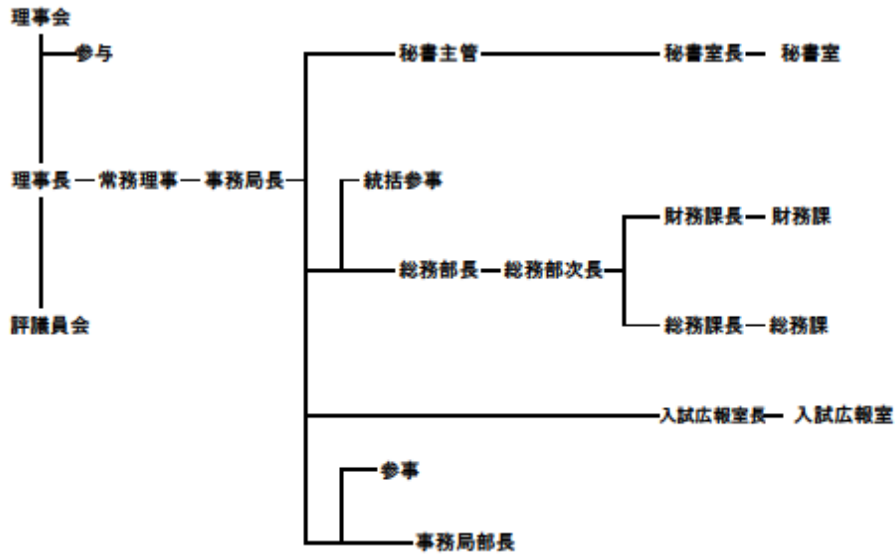 理事会
参与
秘書主管 秘書室長 秘書室
理事長 常務理事 事務局長 統括参事
財務課長 財務課
総務部長 総務部次長
評議員会 総務課長 総務課
入試広報室長 入試広報室
参事
事務局部長